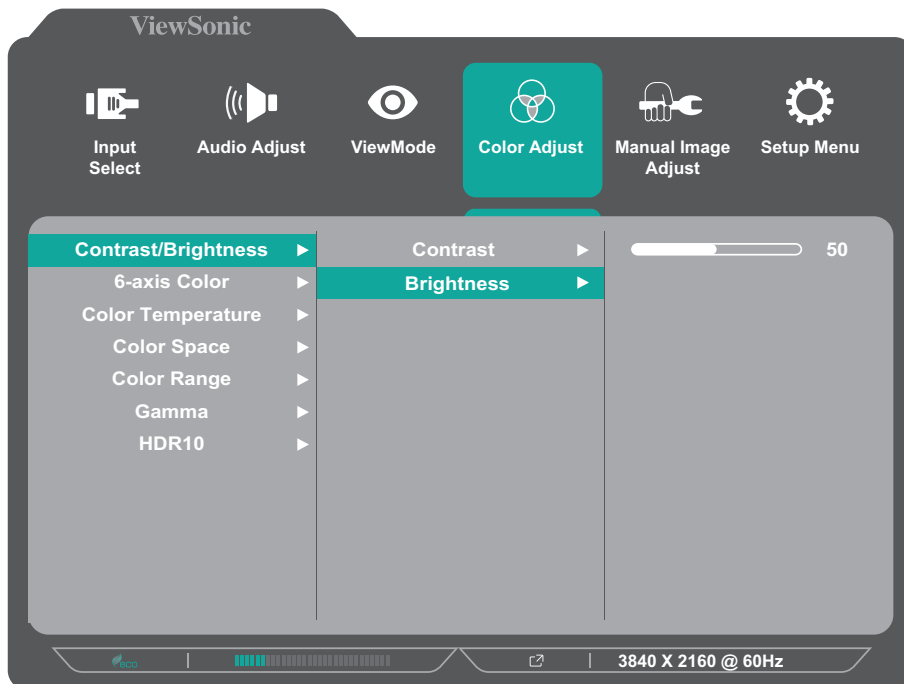 ViewSonic
Input
Select
Audio Adjust
ViewMode
Color Adjust
Manual Image
Adjust
Setup Menu
Contrast/Brightness
6-axis Color
Color Temperature
Color Space
Color Range
Gamma
HDR10
Contrast
Brightness
50
eco
3840 X 2160 @ 60Hz